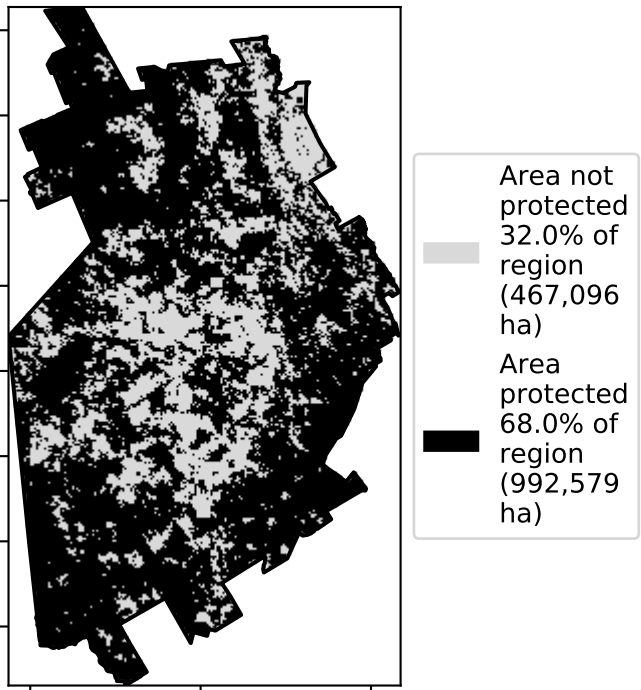 Area not
protected
32.0% of
region
(467,096
ha)
Area
protected
68.0% of
region
(992,579
ha)